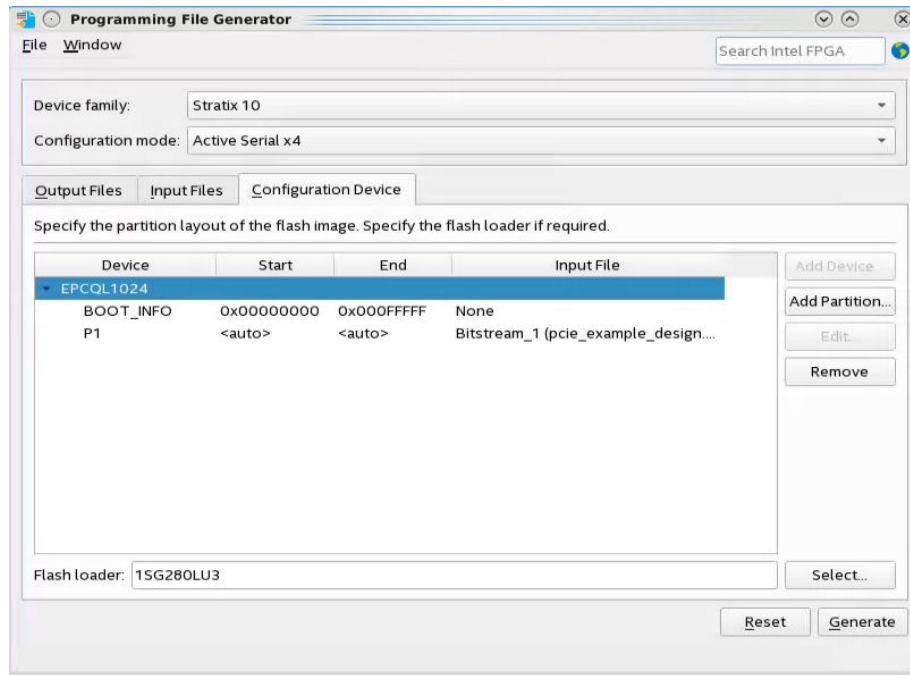 Programming File Generator
File Window
Search Intel FPGA
Device family: Stratix 10
Configuration mode: Active Serial x4
Output Files Input Files Configuration Device
Specify the partition layout of the flash image. Specify the flash loader if required.
Device Start End Input File
Add Device...
EPCQL1024
Add Partition...
BOOT_INFO 0x00000000 0x000FFFFF None
P1 <auto> <auto> Bitstream_1 (pcie_example_design....
Edit...
Remove
Flash loader: 1SG280LU3 Select...
Reset Generate